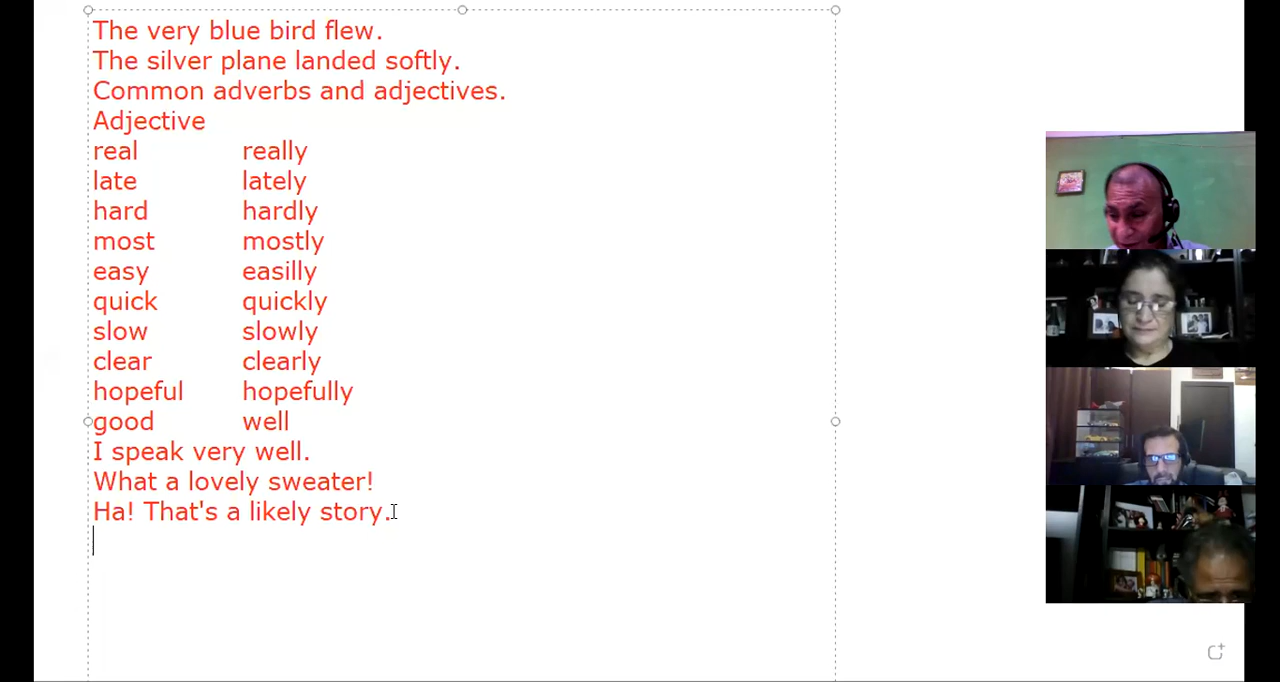 The very blue bird flew.
The silver plane landed softly.
Common adverbs and adjectives.
Adjective
real really
late lately
hard hardly
most mostly
easy easilly
quick quickly
slow slowly
clear clearly
hopeful hopefully
good well
I speak very well.
What a lovely sweater!
Ha! That's a likely story.